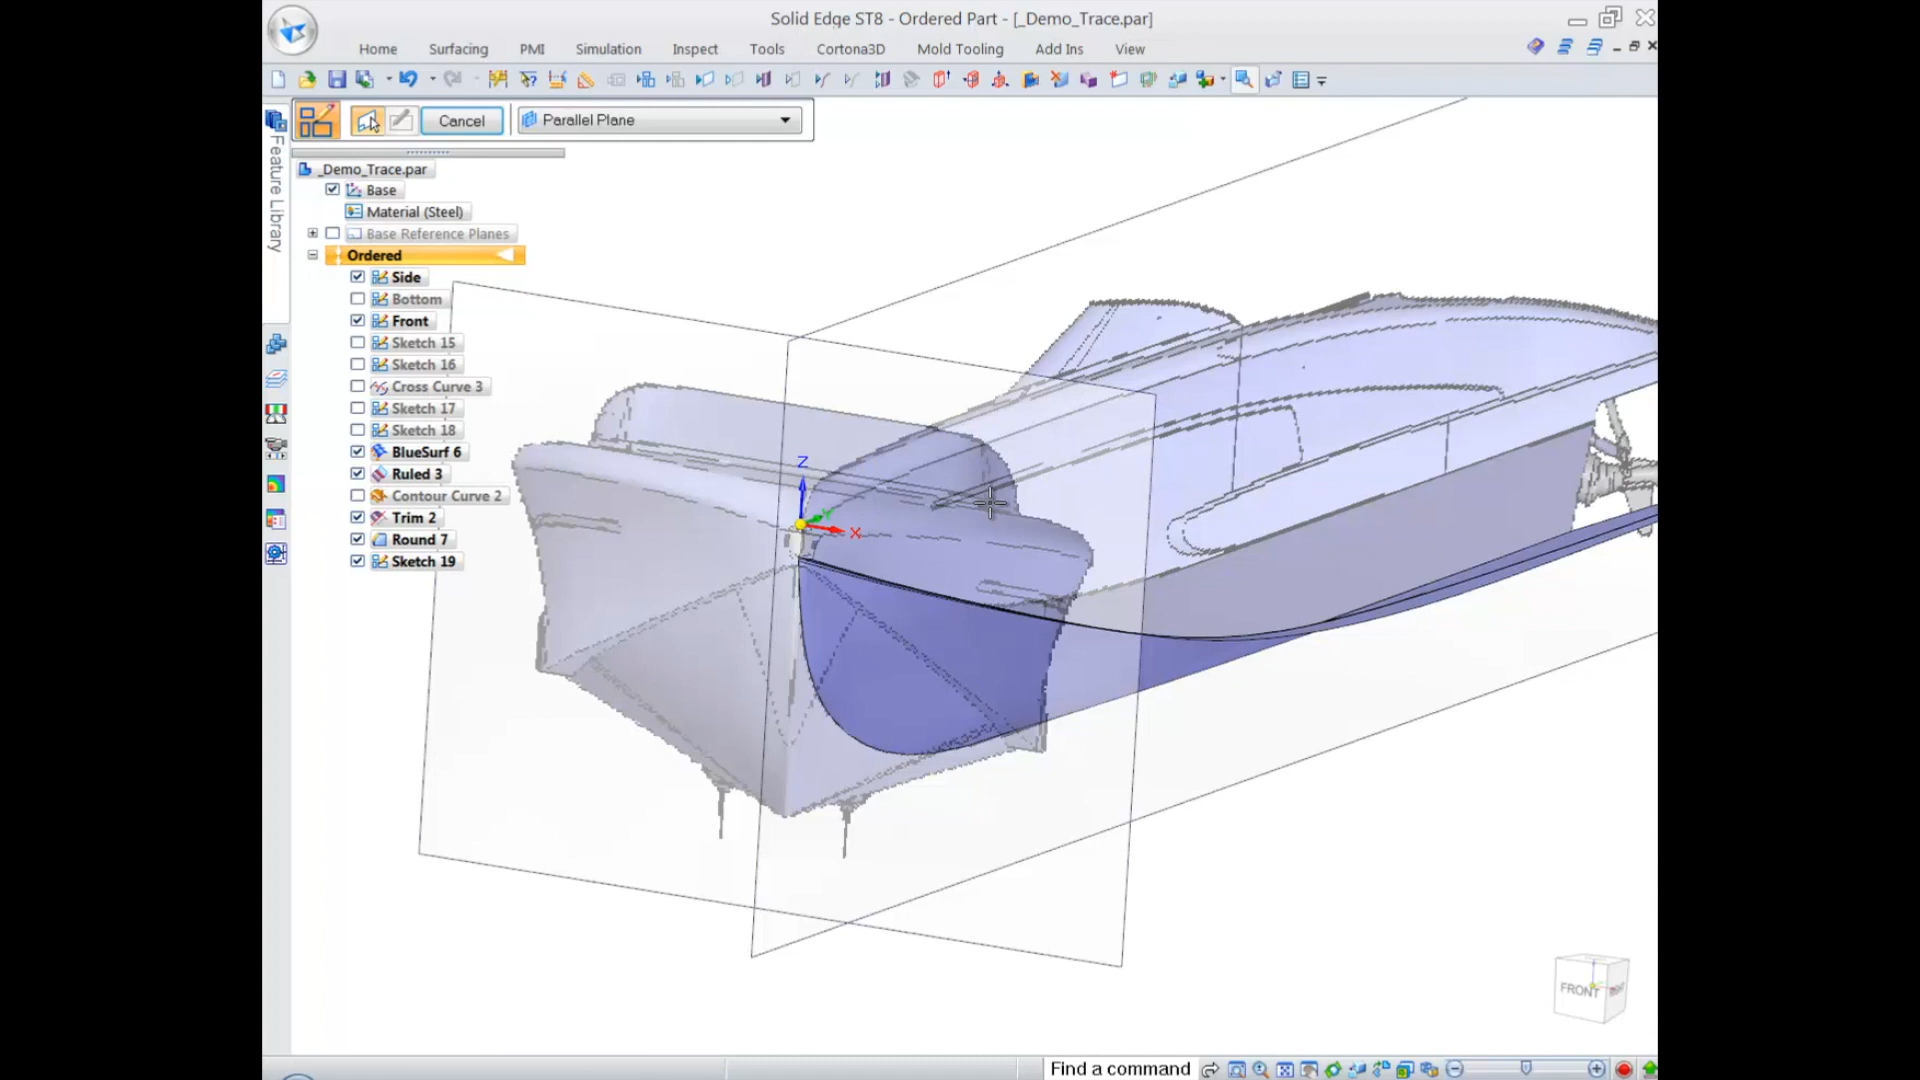 Solid Edge ST8 - Ordered Part - [_Demo_Trace.par]
Home Surfacing PMI Simulation Inspect Tools Cortona3D Mold Tooling Add Ins View
Cancel Parallel Plane
Feature Library
_Demo_Trace.par
Base
Material (Steel)
Base Reference Planes
Ordered
Side
Bottom
Front
Sketch 15
Sketch 16
Cross Curve 3
Sketch 17
Sketch 18
BlueSurf 6
Ruled 3
Contour Curve 2
Trim 2
Round 7
Sketch 19
Z
Y
X
FRONT
Find a command